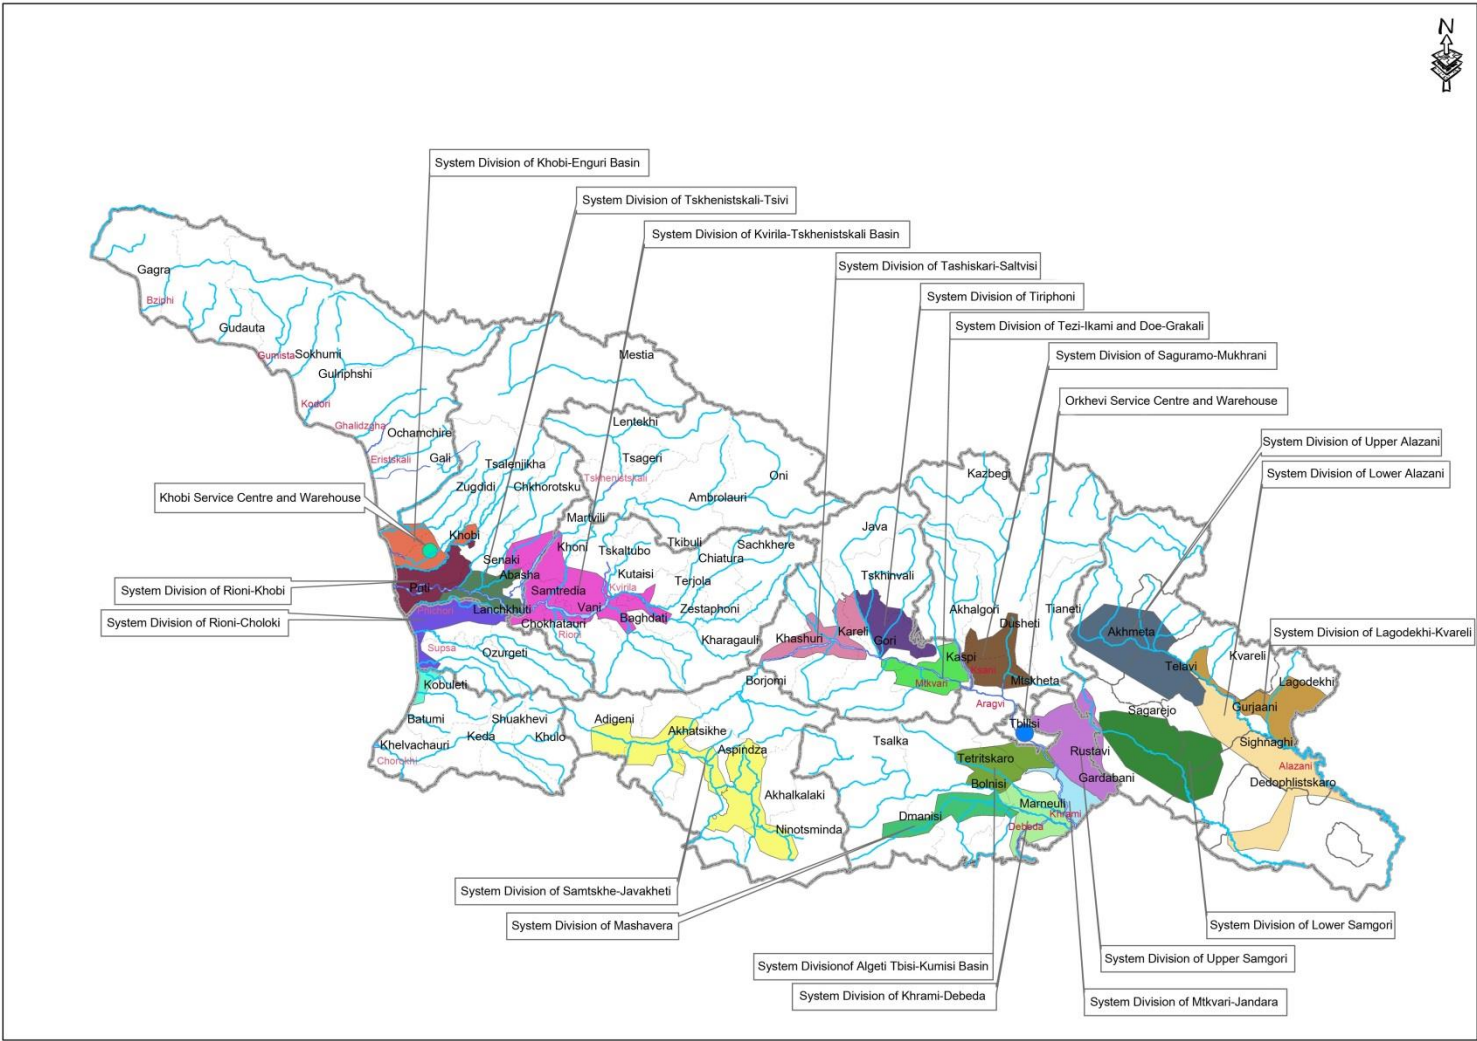 N
System Division of Khobi-Enguri Basin
System Division of Tskhenistskali-Tsivi
System Division of Kvirila-Tskhenistskali Basin
System Division of Tashiskari-Saltvisi
System Division of Tiriphoni
System Division of Tezi-Ikami and Doe-Grakali
System Division of Saguramo-Mukhrani
Orkhevi Service Centre and Warehouse
System Division of Upper Alazani
System Division of Lower Alazani
Khobi Service Centre and Warehouse
System Division of Rioni-Khobi
System Division of Rioni-Choloki
System Division of Lagodekhi-Kvareli
System Division of Samtskhe-Javakheti
System Division of Mashavera
System Divisionof Algeti Tbisi-Kumisi Basin
System Division of Khrami-Debeda
System Division of Mtkvari-Jandara
System Division of Upper Samgori
System Division of Lower Samgori
Gagra
Bziphi
Gudauta
Gumista
Sokhumi
Gulriphshi
Kodori
Ghalidzgha
Ochamchire
Eristskali
Gali
Mestia
Lentekhi
Tsageri
Tskhenistskali
Oni
Ambrolauri
Tsalenjikha
Zugdidi
Chkhorotsku
Martvili
Khobi
Senaki
Khoni
Tskaltubo
Tkibuli
Sachkhere
Chiatura
Abasha
Kutaisi
Kvirila
Terjola
Poti
Samtredia
Vani
Zestaphoni
Lanchkhuti
Chokhatauri
Rioni
Baghdati
Kharagauli
Supsa
Ozurgeti
Kobuleti
Batumi
Shuakhevi
Keda
Khulo
Khelvachauri
Chorokhi
Kazbegi
Java
Tskhinvali
Akhalgori
Dusheti
Tianeti
Khashuri
Kareli
Gori
Kaspi
Ksani
Mtkvari
Mtskheta
Aragvi
Borjomi
Adigeni
Akhatsikhe
Aspindza
Akhalkalaki
Ninotsminda
Tsalka
Tbilisi
Tetritskaro
Rustavi
Gardabani
Bolnisi
Marneuli
Khrami
Dmanisi
Debeda
Akhmeta
Telavi
Kvareli
Lagodekhi
Sagarejo
Gurjaani
Sighnaghi
Alazani
Dedophlistskaro